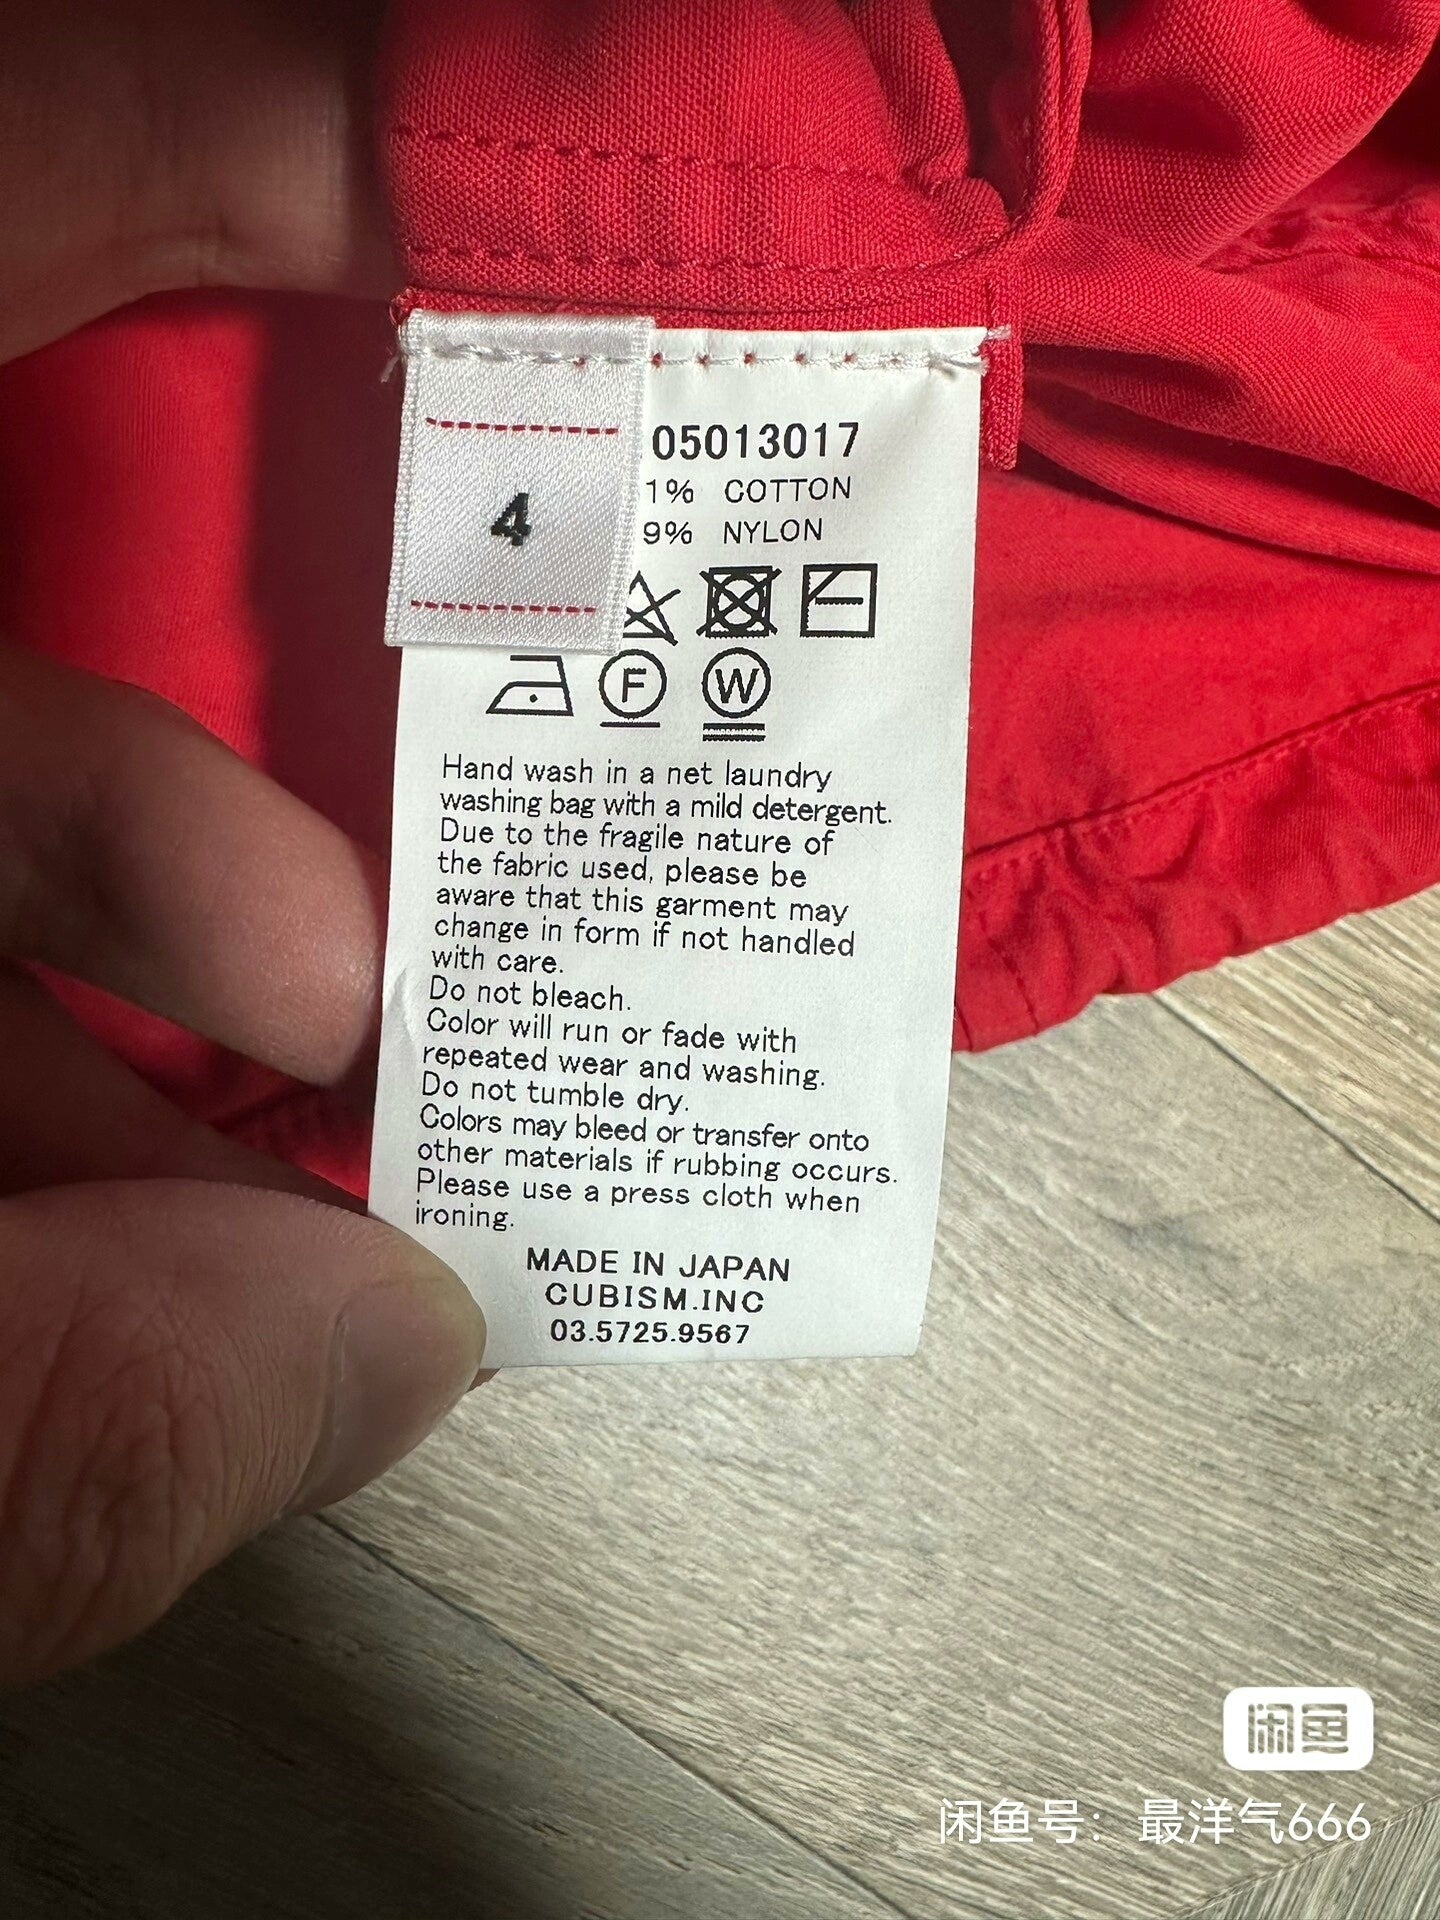 4
05013017
1% COTTON
9% NYLON
F W
Hand wash in a net laundry
washing bag with a mild detergent.
Due to the fragile nature of
the fabric used, please be
aware that this garment may
change in form if not handled
with care.
Do not bleach.
Color will run or fade with
repeated wear and washing.
Do not tumble dry.
Colors may bleed or transfer onto
other materials if rubbing occurs.
Please use a press cloth when
ironing.
MADE IN JAPAN
CUBISM.INC
03.5725.9567
闲鱼
闲鱼号：最洋气666